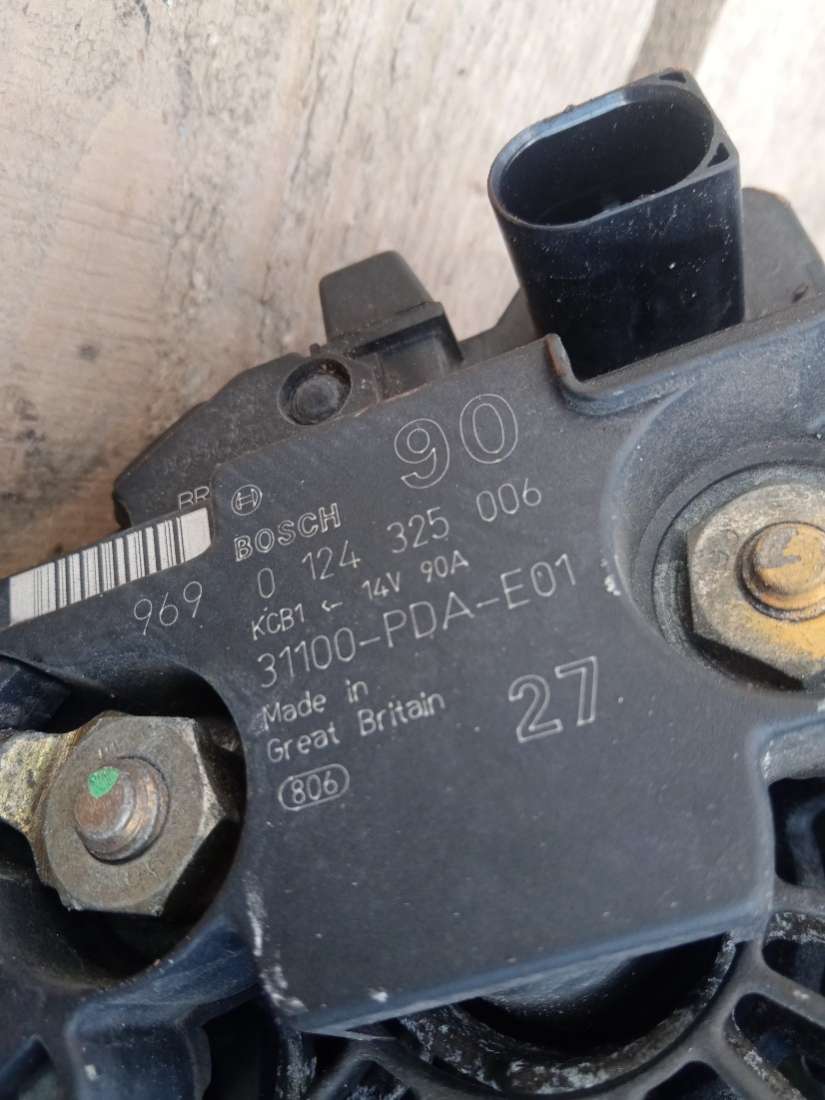 90
BOSCH
0 124 325 006
KCB1 ← 14V 90A
969
31100-PDA-E01
Made in
Great Britain
27
806